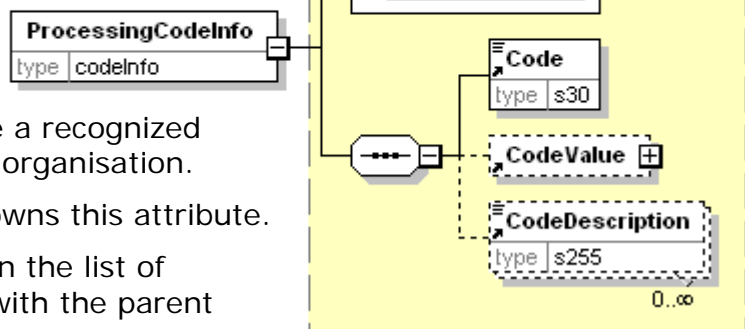 ProcessingCodeInfo
type codeInfo
e a recognized
organisation.
owns this attribute.
n the list of
with the parent
Code
type s30
CodeValue
CodeDescription
type s255
0..∞